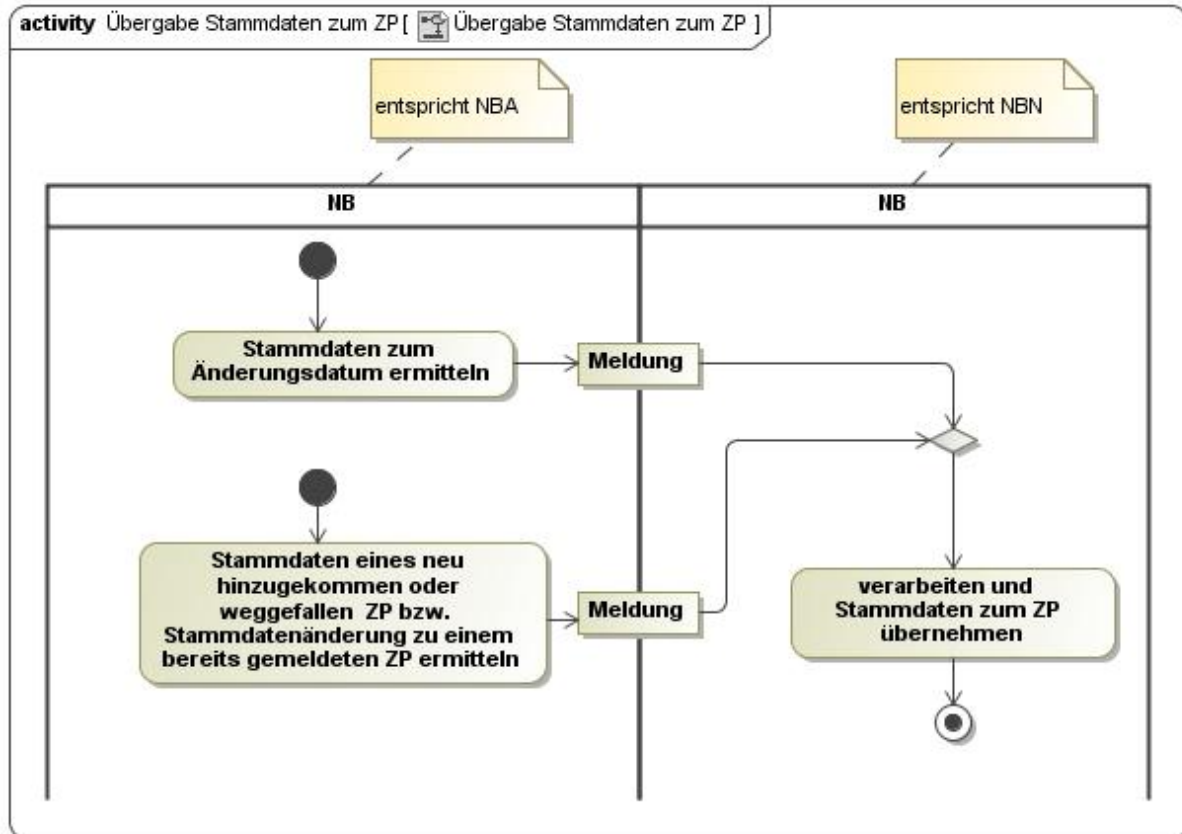 activity Übergabe Stammdaten zum ZP [ Übergabe Stammdaten zum ZP ]
entspricht NBA
entspricht NBN
NB
NB
Stammdaten zum
Änderungsdatum ermitteln
Meldung
Stammdaten eines neu
hinzugekommen oder
weggefallen ZP bzw.
Stammdatenänderung zu einem
bereits gemeldeten ZP ermitteln
Meldung
verarbeiten und
Stammdaten zum ZP
übernehmen